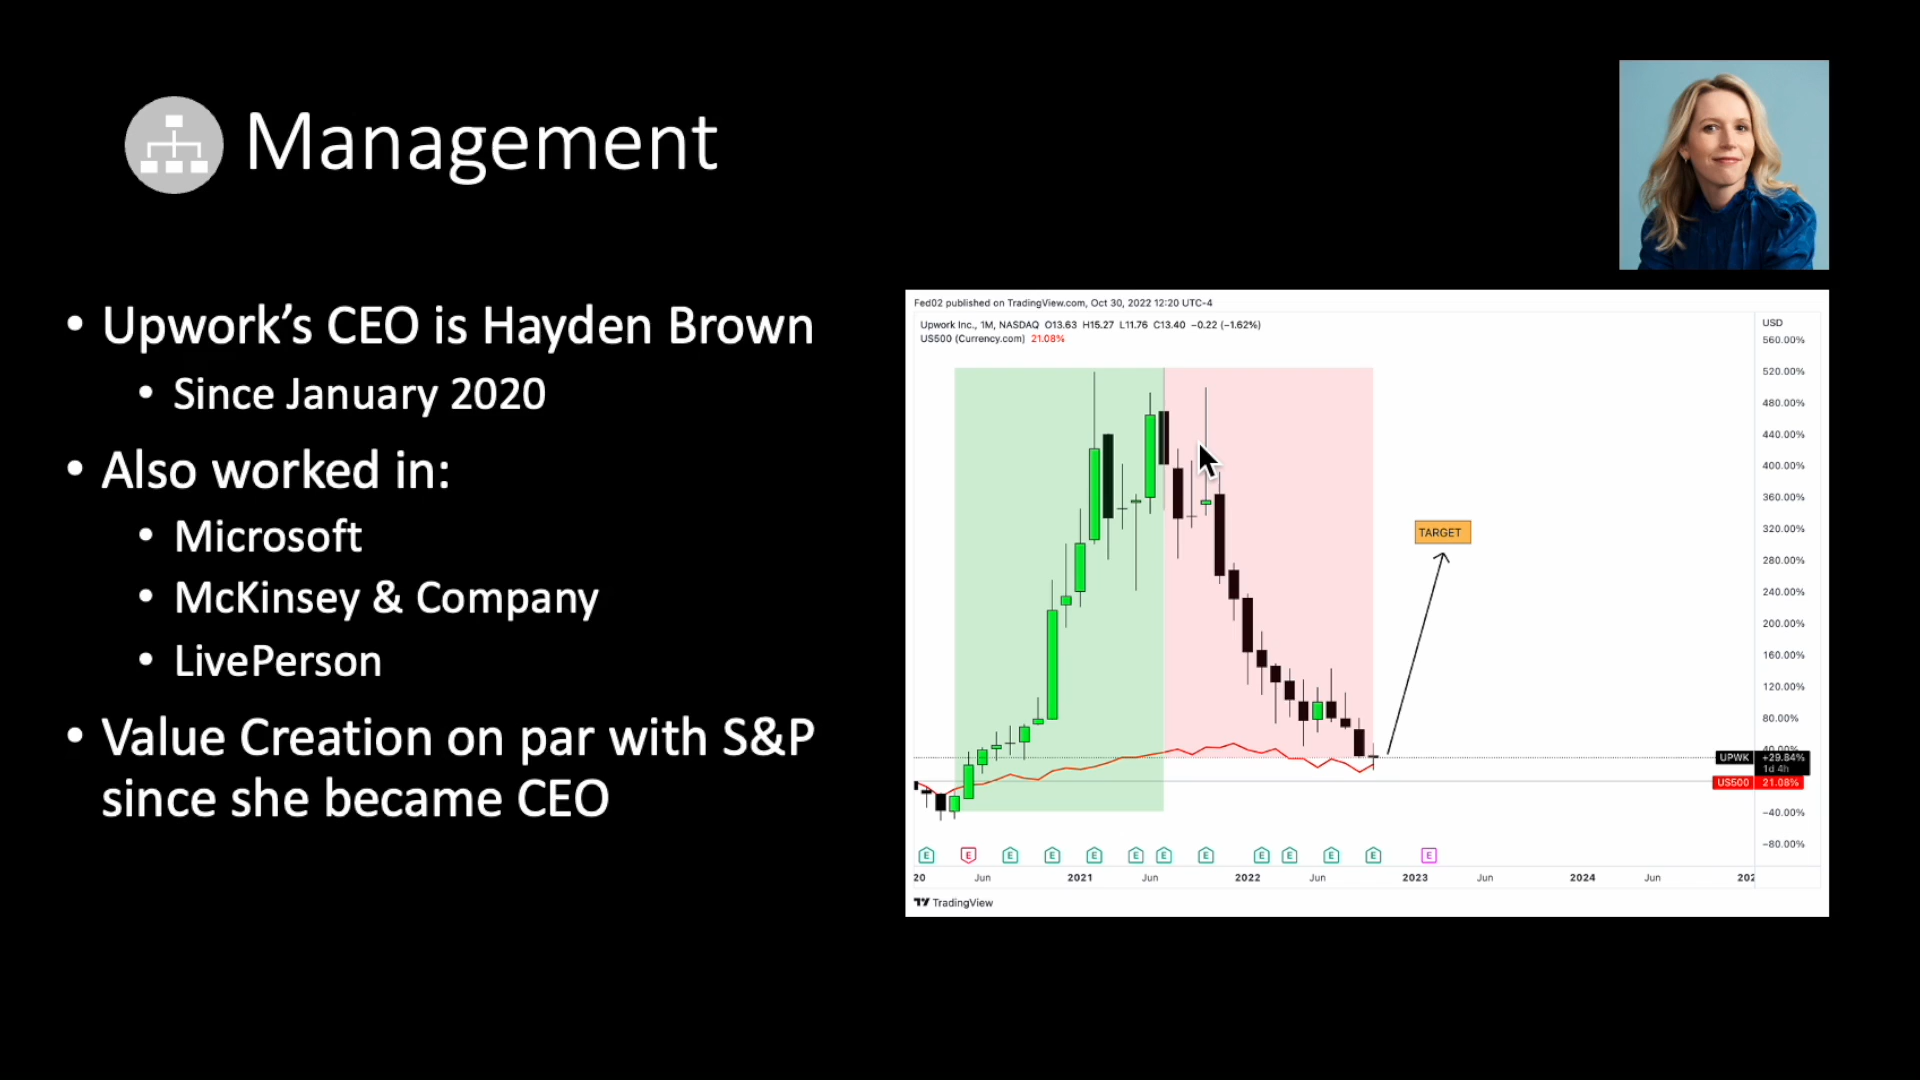 Management
• Upwork’s CEO is Hayden Brown
• Since January 2020
• Also worked in:
• Microsoft
• McKinsey & Company
• LivePerson
• Value Creation on par with S&P
since she became CEO
Fed02 published on TradingView.com, Oct 30, 2022 12:20 UTC-4
Upwork Inc., 1M, NASDAQ O13.63 H15.27 L11.76 C13.40 −0.22 (−1.62%)
US500 (Currency.com) 21.08%
USD
560.00%
520.00%
480.00%
440.00%
400.00%
360.00%
320.00%
280.00%
240.00%
200.00%
160.00%
120.00%
80.00%
40.00%
UPWK +29.84%
1d 4h
US500 21.08%
−40.00%
−80.00%
TARGET
E E E E E E E E E E E E E
20 Jun 2021 Jun 2022 Jun 2023 Jun 2024 Jun 202
TradingView